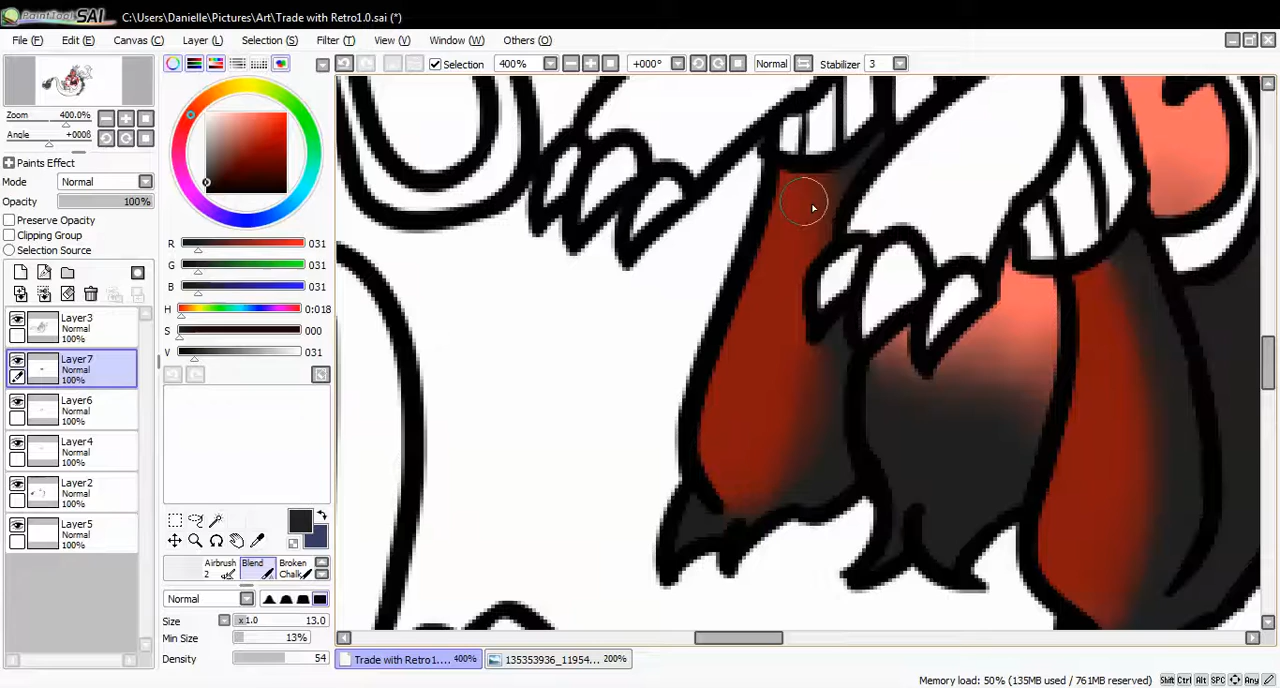 PaintTool SAI C:\Users\Danielle\Pictures\Art\Trade with Retro1.0.sai (*)
File (F) Edit (E) Canvas (C) Layer (L) Selection (S) Filter (T) View (V) Window (W) Others (O)
Selection 400% +000° Normal Stabilizer 3
Zoom 400.0%
Angle +000ß
Paints Effect
Mode Normal
Opacity 100%
Preserve Opacity
Clipping Group
Selection Source
Layer3
Normal
100%
Layer7
Normal
100%
Layer6
Normal
100%
Layer4
Normal
100%
Layer2
Normal
100%
Layer5
Normal
100%
R 031
G 031
B 031
H 0:018
S 000
V 031
Airbrush 2 Blend Broken Chalk
Normal
Size x1.0 13.0
Min Size 13%
Density 54
Trade with Retro1.... 400% 135353936_11954... 200%
Memory load: 50% (135MB used / 761MB reserved) Shft Ctrl Alt SPC Any